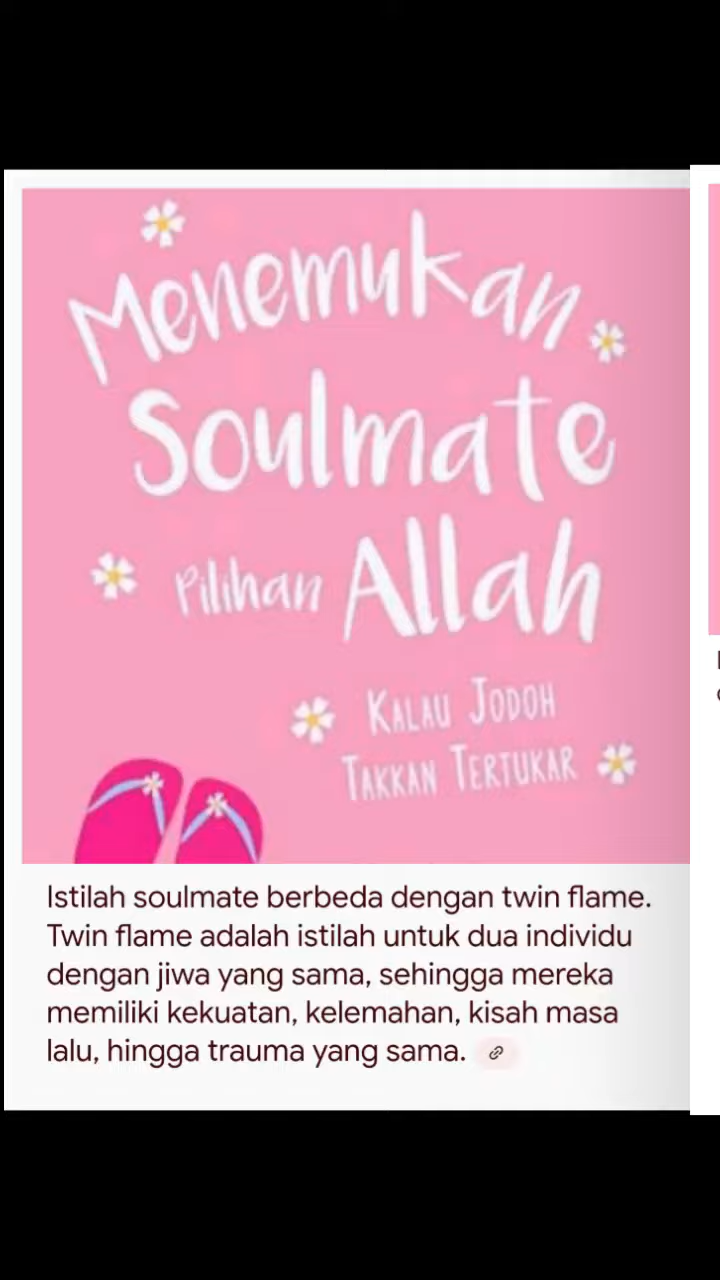 Menemukan
Soulmate
Pilihan Allah
KALAU JODOH
TAKKAN TERTUKAR
Istilah soulmate berbeda dengan twin flame.
Twin flame adalah istilah untuk dua individu
dengan jiwa yang sama, sehingga mereka
memiliki kekuatan, kelemahan, kisah masa
lalu, hingga trauma yang sama.